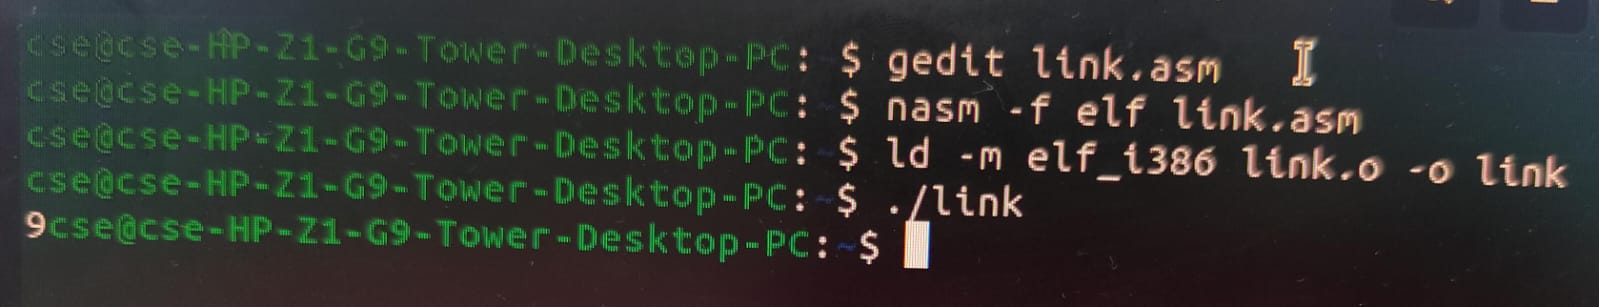 cse@cse-HP-Z1-G9-Tower-Desktop-PC:~$ gedit link.asm
cse@cse-HP-Z1-G9-Tower-Desktop-PC:~$ nasm -f elf link.asm
cse@cse-HP-Z1-G9-Tower-Desktop-PC:~$ ld -m elf_i386 link.o -o link
cse@cse-HP-Z1-G9-Tower-Desktop-PC:~$ ./link
9cse@cse-HP-Z1-G9-Tower-Desktop-PC:~$